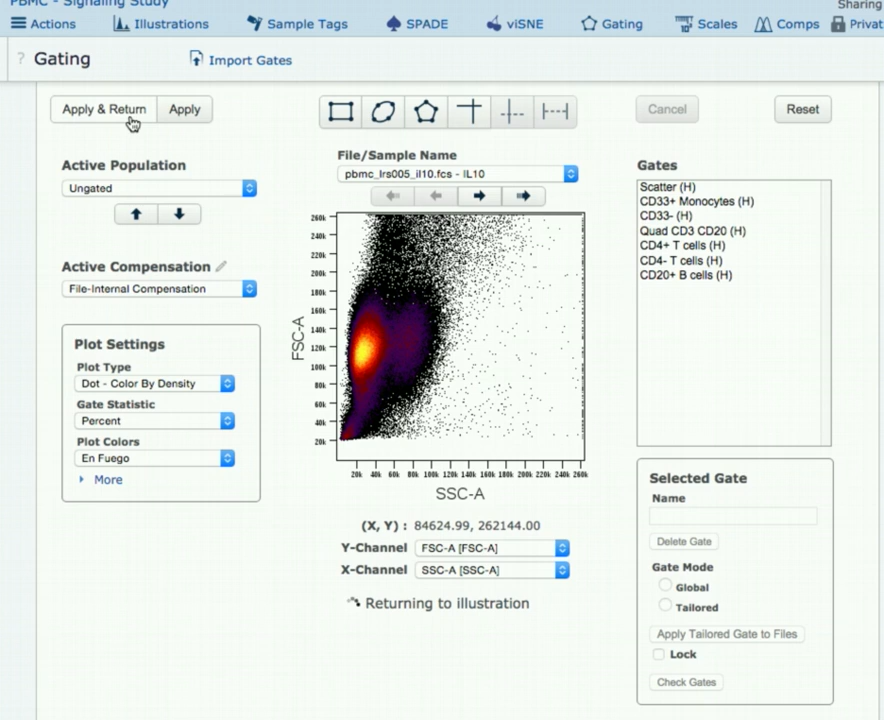 PBMC - Signaling Study
Sharing
Actions Illustrations Sample Tags SPADE viSNE Gating Scales Comps Privat
? Gating Import Gates
Apply & Return Apply
Cancel Reset
Active Population
Ungated
Active Compensation
File-Internal Compensation
Plot Settings
Plot Type
Dot - Color By Density
Gate Statistic
Percent
Plot Colors
En Fuego
More
File/Sample Name
pbmc_lrs005_il10.fcs - IL10
260k
240k
220k
200k
180k
160k
140k
120k
100k
80k
60k
40k
20k
FSC-A
20k 40k 60k 80k 100k 120k 140k 160k 180k 200k 220k 240k 260k
SSC-A
(X, Y) : 84624.99, 262144.00
Y-Channel FSC-A [FSC-A]
X-Channel SSC-A [SSC-A]
Returning to illustration
Gates
Scatter (H)
CD33+ Monocytes (H)
CD33- (H)
Quad CD3 CD20 (H)
CD4+ T cells (H)
CD4- T cells (H)
CD20+ B cells (H)
Selected Gate
Name
Delete Gate
Gate Mode
Global
Tailored
Apply Tailored Gate to Files
Lock
Check Gates